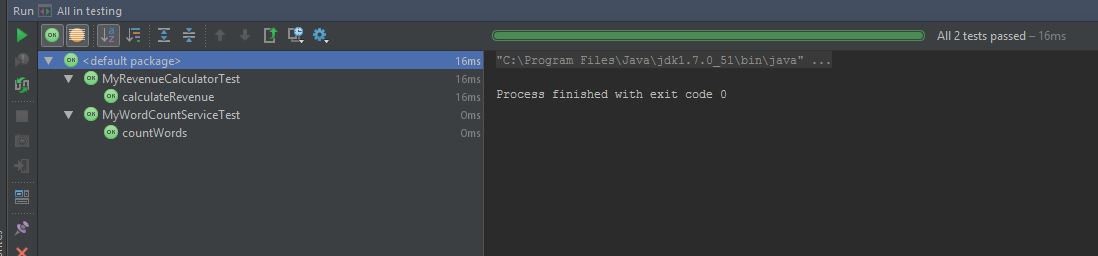 Run All in testing
All 2 tests passed – 16ms
OK <default package> 16ms
OK MyRevenueCalculatorTest 16ms
OK calculateRevenue 16ms
OK MyWordCountServiceTest 0ms
OK countWords 0ms
"C:\Program Files\Java\jdk1.7.0_51\bin\java" ...
Process finished with exit code 0